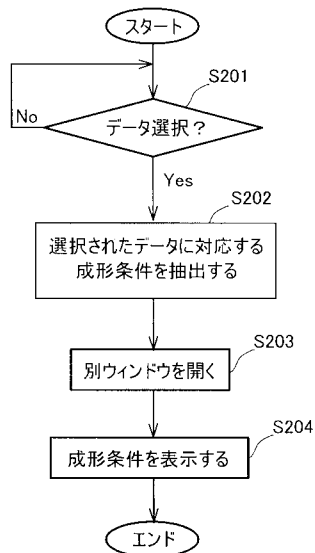 スタート
S201
データ選択？
No
Yes
S202
選択されたデータに対応する
成形条件を抽出する
S203
別ウィンドウを開く
S204
成形条件を表示する
エンド